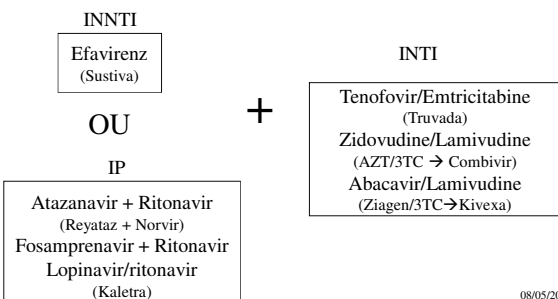 INNTI
Efavirenz
(Sustiva)
OU
IP
Atazanavir + Ritonavir
(Reyataz + Norvir)
Fosamprenavir + Ritonavir
Lopinavir/ritonavir
(Kaletra)
+
INTI
Tenofovir/Emtricitabine
(Truvada)
Zidovudine/Lamivudine
(AZT/3TC → Combivir)
Abacavir/Lamivudine
(Ziagen/3TC→Kivexa)